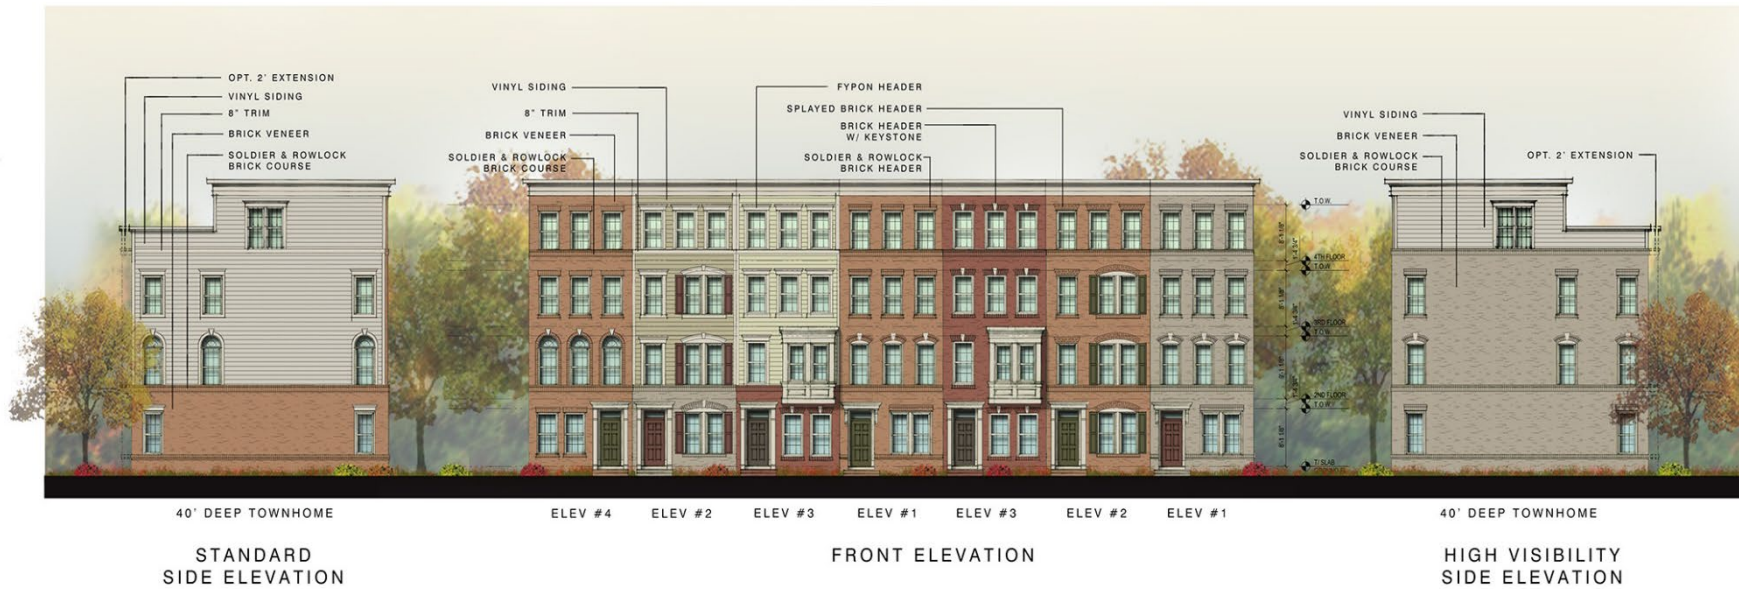 OPT. 2' EXTENSION
VINYL SIDING
8" TRIM
BRICK VENEER
SOLDIER & ROWLOCK
BRICK COURSE
VINYL SIDING
8" TRIM
BRICK VENEER
SOLDIER & ROWLOCK
BRICK COURSE
FYPON HEADER
SPLAYED BRICK HEADER
BRICK HEADER
W/ KEYSTONE
SOLDIER & ROWLOCK
BRICK HEADER
VINYL SIDING
BRICK VENEER
SOLDIER & ROWLOCK
BRICK COURSE
OPT. 2' EXTENSION
T.O.W.
4TH FLOOR
T.O.W.
3RD FLOOR
T.O.W.
2ND FLOOR
T.O.W.
T/ SLAB
40' DEEP TOWNHOME
STANDARD
SIDE ELEVATION
ELEV #4
ELEV #2
ELEV #3
ELEV #1
ELEV #3
ELEV #2
ELEV #1
FRONT ELEVATION
40' DEEP TOWNHOME
HIGH VISIBILITY
SIDE ELEVATION